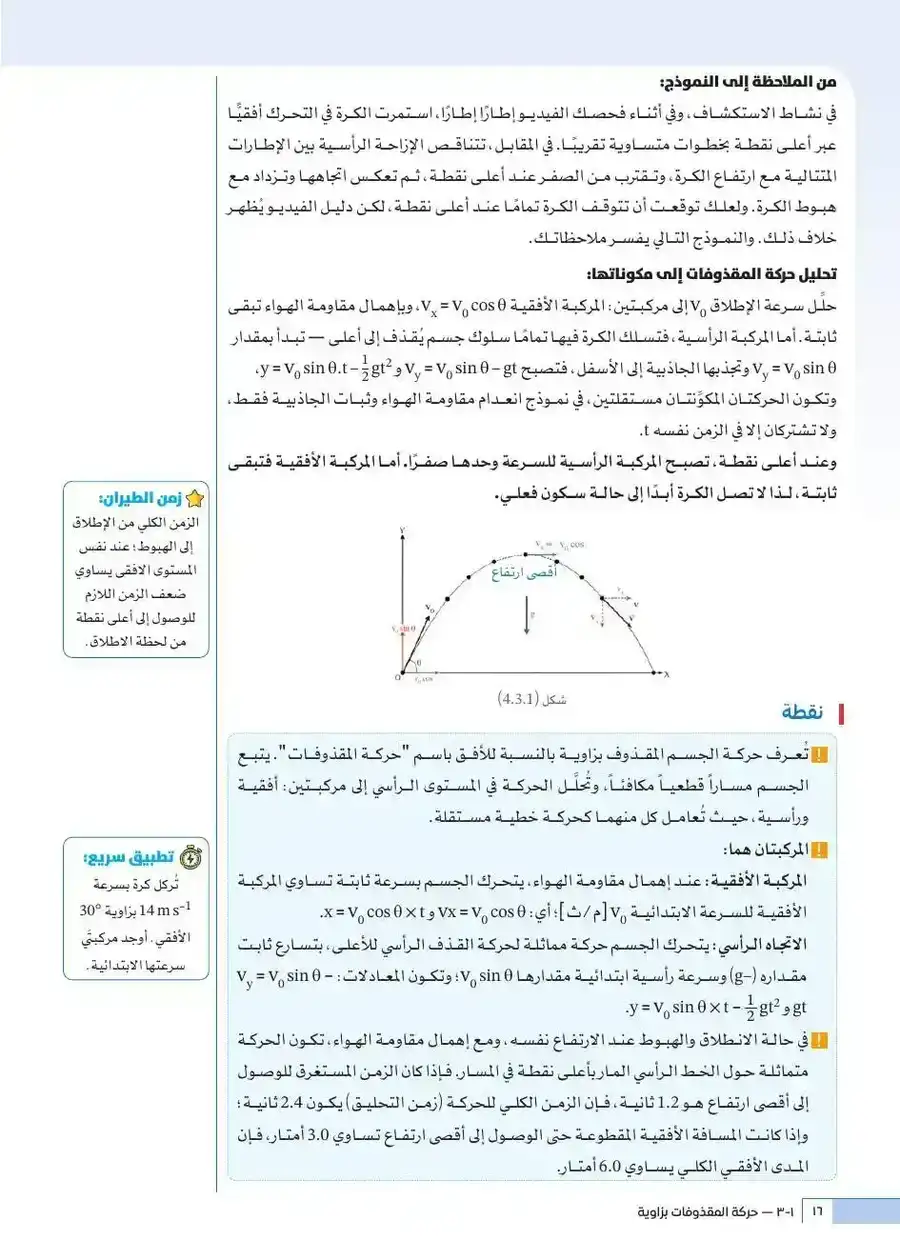 من الملاحظة إلى النموذج:
في نشاط الاستكشاف، وفي أثناء فحصك الفيديو إطارًا إطارًا، استمرت الكرة في التحرك أفقيًّا
عبر أعلى نقطة بخطوات متساوية تقريبًا. في المقابل، تتناقص الإزاحة الرأسية بين الإطارات
المتتالية مع ارتفاع الكرة، وتقترب من الصفر عند أعلى نقطة، ثم تعكس اتجاهها وتزداد مع
هبوط الكرة. ولعلك توقعت أن تتوقف الكرة تمامًا عند أعلى نقطة، لكن دليل الفيديو يُظهر
خلاف ذلك. والنموذج التالي يفسر ملاحظاتك.
تحليل حركة المقذوفات إلى مكوناتها:
حلِّل سرعة الإطلاق v₀ إلى مركبتين: المركبة الأفقية vₓ = v₀ cos θ، وبإهمال مقاومة الهواء تبقى
ثابتة. أما المركبة الرأسية، فتسلك الكرة فيها تمامًا سلوك جسم يُقذف إلى أعلى — تبدأ بمقدار
v_y = v₀ sin θ وتجذبها الجاذبية إلى الأسفل، فتصبح v_y = v₀ sin θ – gt و y = v₀ sin θ.t – ½ gt²،
وتكون الحركتان المكوِّنتان مستقلتين، في نموذج انعدام مقاومة الهواء وثبات الجاذبية فقط،
ولا تشتركان إلا في الزمن نفسه t.
وعند أعلى نقطة، تصبح المركبة الرأسية للسرعة وحدها صفرًا. أما المركبة الأفقية فتبقى
ثابتة، لذا لا تصل الكرة أبدًا إلى حالة سكون فعلي.
زمن الطيران:
الزمن الكلي من الإطلاق
إلى الهبوط؛ عند نفس
المستوى الافقي يساوي
ضعف الزمن اللازم
للوصول إلى أعلى نقطة
من لحظة الاطلاق.
Y
vₓ = v₀ cos
أقصى ارتفاع
g
v₀
v₀ sin θ
θ
O
v₀ cos
vₓ
v
v_y
v
X
شكل (4.3.1)
نقطة
تُعرف حركة الجسم المقذوف بزاوية بالنسبة للأفق باسم "حركة المقذوفات". يتبع
الجسم مساراً قطعياً مكافئاً، وتُحلَّل الحركة في المستوى الرأسي إلى مركبتين: أفقية
ورأسية، حيث تُعامل كل منهما كحركة خطية مستقلة.
المركبتان هما:
المركبة الأفقية: عند إهمال مقاومة الهواء، يتحرك الجسم بسرعة ثابتة تساوي المركبة
الأفقية للسرعة الابتدائية v₀ [م/ث]؛ أي: vx = v₀ cos θ و x = v₀ cos θ × t.
الاتجاه الرأسي: يتحرك الجسم حركة مماثلة لحركة القذف الرأسي للأعلى، بتسارع ثابت
مقداره (–g) وسرعة رأسية ابتدائية مقدارها v₀ sin θ؛ وتكون المعادلات: v_y = v₀ sin θ –
gt و y = v₀ sin θ × t – ½ gt².
في حالة الانطلاق والهبوط عند الارتفاع نفسه، ومع إهمال مقاومة الهواء، تكون الحركة
متماثلة حول الخط الرأسي المار بأعلى نقطة في المسار. فإذا كان الزمن المستغرق للوصول
إلى أقصى ارتفاع هو 1.2 ثانية، فإن الزمن الكلي للحركة (زمن التحليق) يكون 2.4 ثانية؛
وإذا كانت المسافة الأفقية المقطوعة حتى الوصول إلى أقصى ارتفاع تساوي 3.0 أمتار، فإن
المدى الأفقي الكلي يساوي 6.0 أمتار.
تطبيق سريع:
تُركل كرة بسرعة
14 m s⁻¹ بزاوية 30°
الأفقي. أوجد مركبتَي
سرعتها الابتدائية.
١٦ ٣-١ — حركة المقذوفات بزاوية